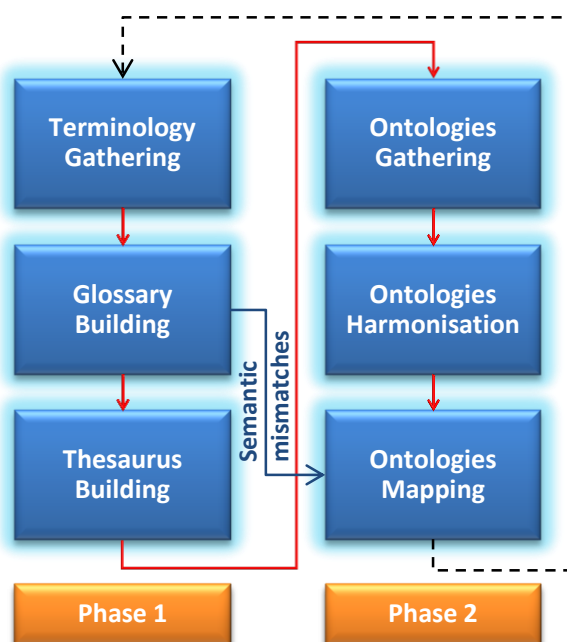 Terminology
Gathering
Glossary
Building
Thesaurus
Building
Phase 1
Semantic
mismatches
Ontologies
Gathering
Ontologies
Harmonisation
Ontologies
Mapping
Phase 2